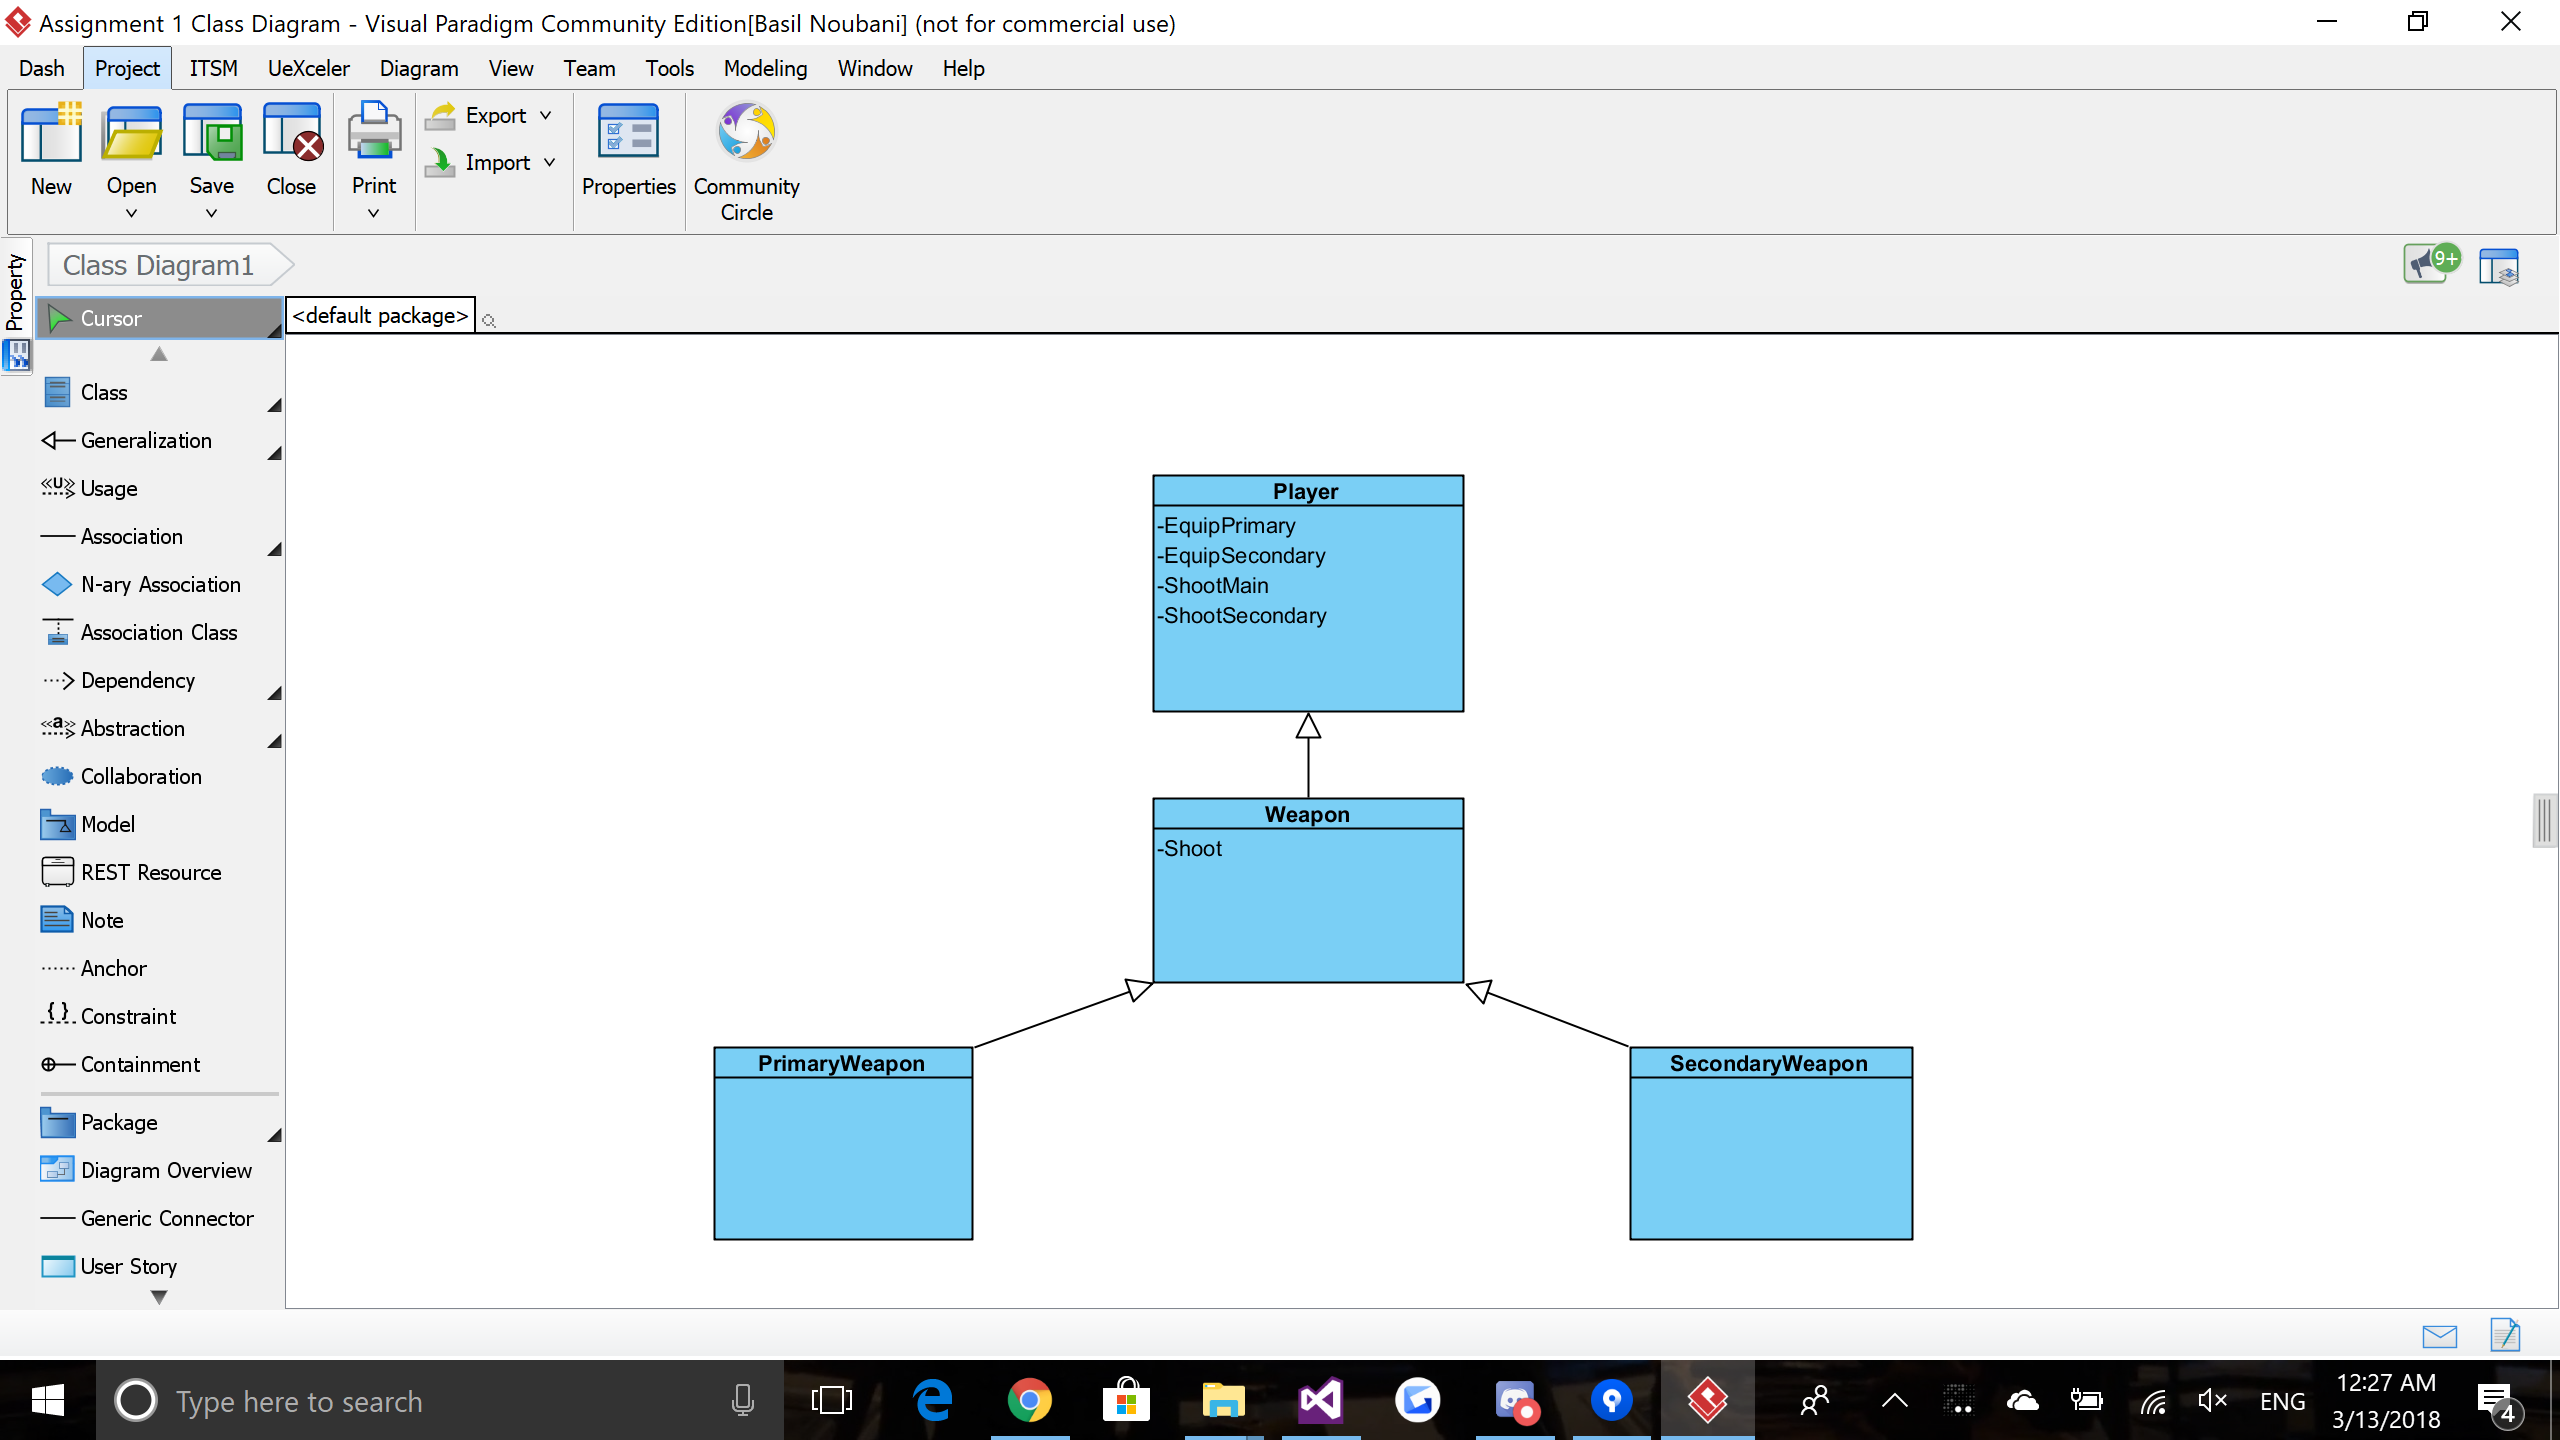 Assignment 1 Class Diagram - Visual Paradigm Community Edition[Basil Noubani] (not for commercial use)
Dash Project ITSM UeXceler Diagram View Team Tools Modeling Window Help
New Open Save Close Print Export Import Properties Community Circle
Property
Class Diagram1
9+
Cursor
<default package>
Class
Generalization
«U» Usage
Association
N-ary Association
Association Class
Dependency
«a» Abstraction
Collaboration
Model
REST Resource
Note
Anchor
{} Constraint
Containment
Package
Diagram Overview
Generic Connector
User Story
Player
-EquipPrimary
-EquipSecondary
-ShootMain
-ShootSecondary
Weapon
-Shoot
PrimaryWeapon
SecondaryWeapon
Type here to search
ENG
12:27 AM
3/13/2018
4